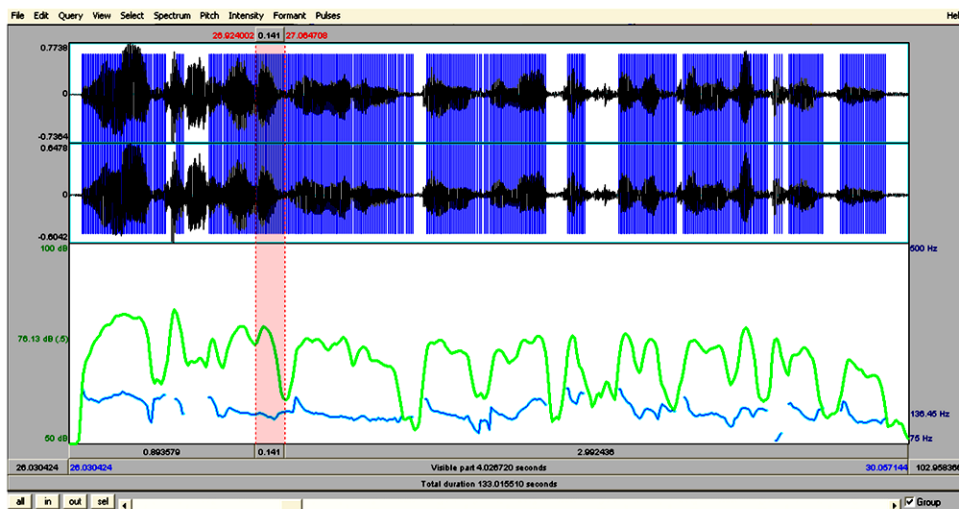 File Edit Query View Select Spectrum Pitch Intensity Formant Pulses Hel
26.924002 0.141 27.064708
0.7738
0
-0.7364
0.6478
0
-0.6042
100 dB 500 Hz
76.13 dB (.5)
136.45 Hz
50 dB 75 Hz
0.893579 0.141 2.992436
26.030424 26.030424 Visible part 4.026720 seconds 30.057144 102.958366
Total duration 133.015510 seconds
all in out sel Group